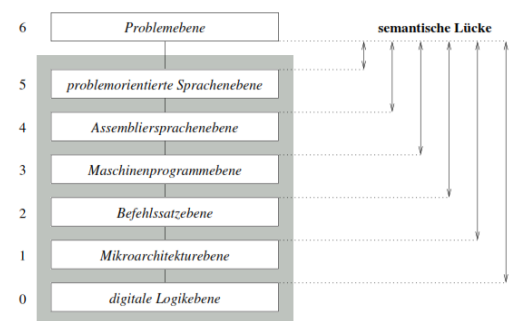 6 Problemebene semantische Lücke
5 problemorientierte Sprachenebene
4 Assembliersprachenebene
3 Maschinenprogrammebene
2 Befehlssatzebene
1 Mikroarchitekturebene
0 digitale Logikebene